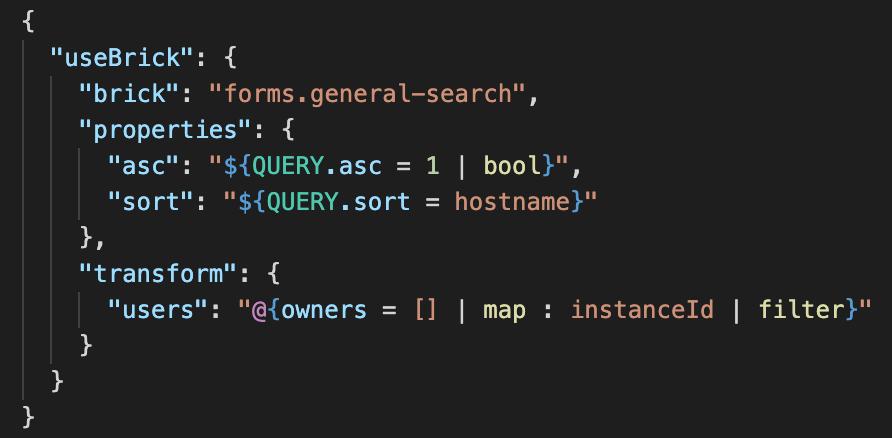 {
  "useBrick": {
    "brick": "forms.general-search",
    "properties": {
      "asc": "${QUERY.asc = 1 | bool}",
      "sort": "${QUERY.sort = hostname}"
    },
    "transform": {
      "users": "@{owners = [] | map : instanceId | filter}"
    }
  }
}